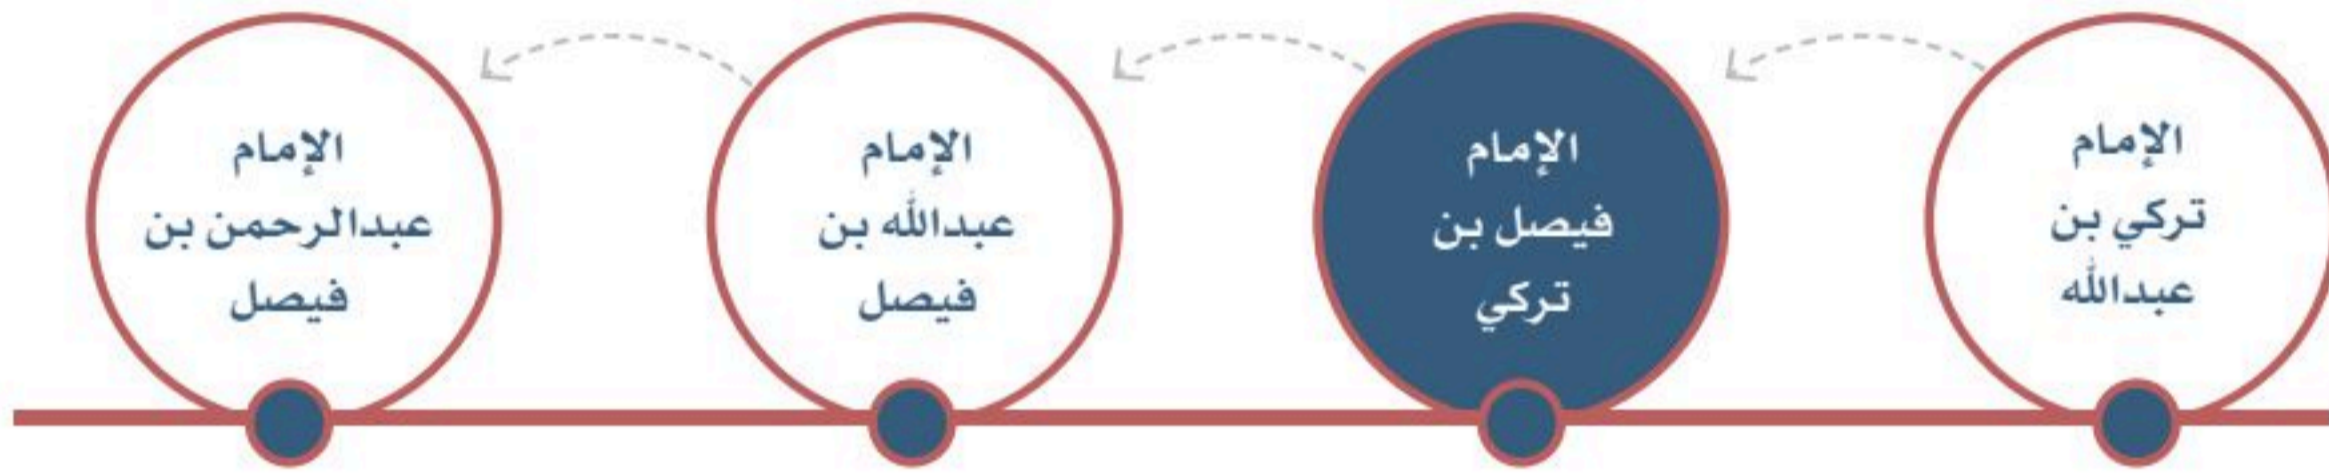 الإمام
تركي بن
عبدالله
الإمام
فيصل بن
تركي
الإمام
عبدالله بن
فيصل
الإمام
عبدالرحمن بن
فيصل